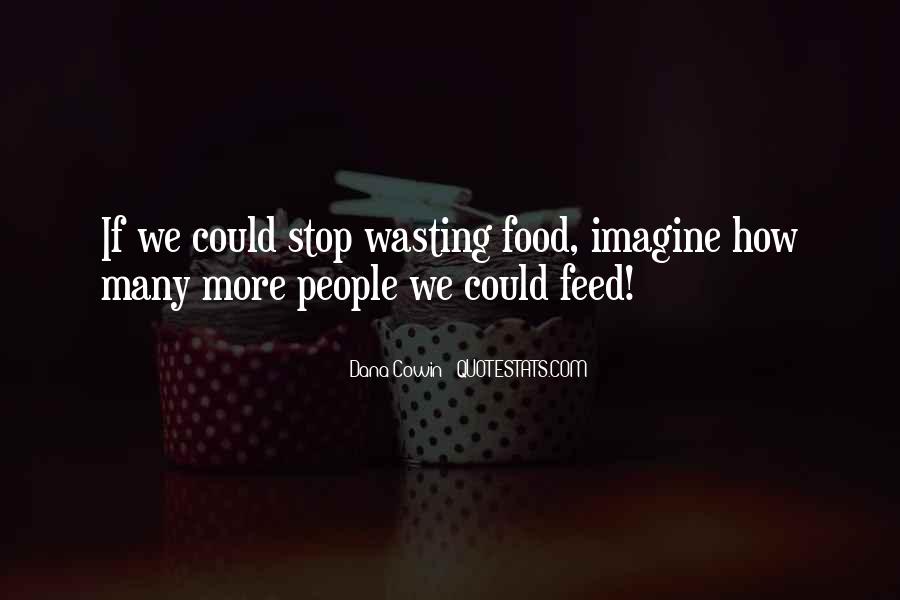 If we could stop wasting food, imagine how
many more people we could feed!
Dana Cowin QUOTESTATS.COM